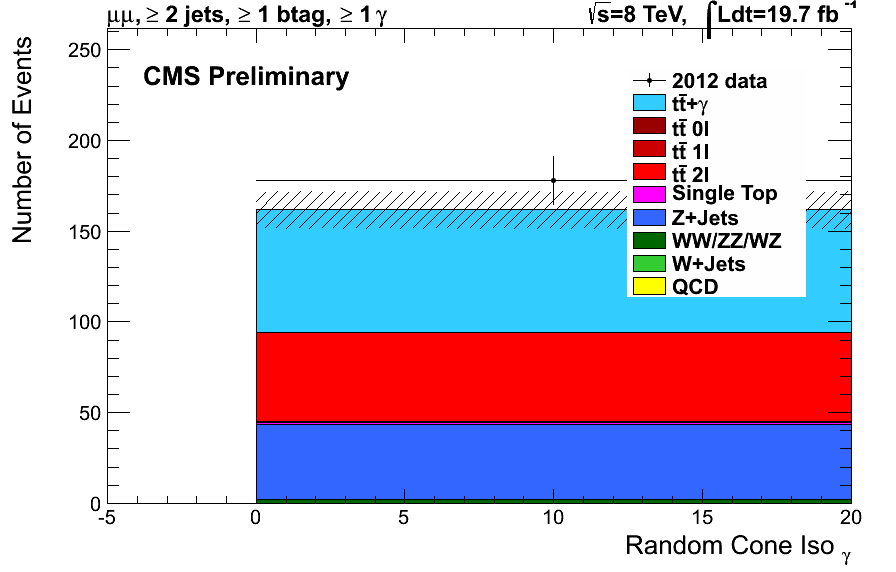 μμ, ≥ 2 jets, ≥ 1 btag, ≥ 1 γ
√s=8 TeV, ∫Ldt=19.7 fb⁻¹
CMS Preliminary
2012 data
tt̄+γ
tt̄ 0l
tt̄ 1l
tt̄ 2l
Single Top
Z+Jets
WW/ZZ/WZ
W+Jets
QCD
Number of Events
250
200
150
100
50
0
-5 0 5 10 15 20
Random Cone Iso γ